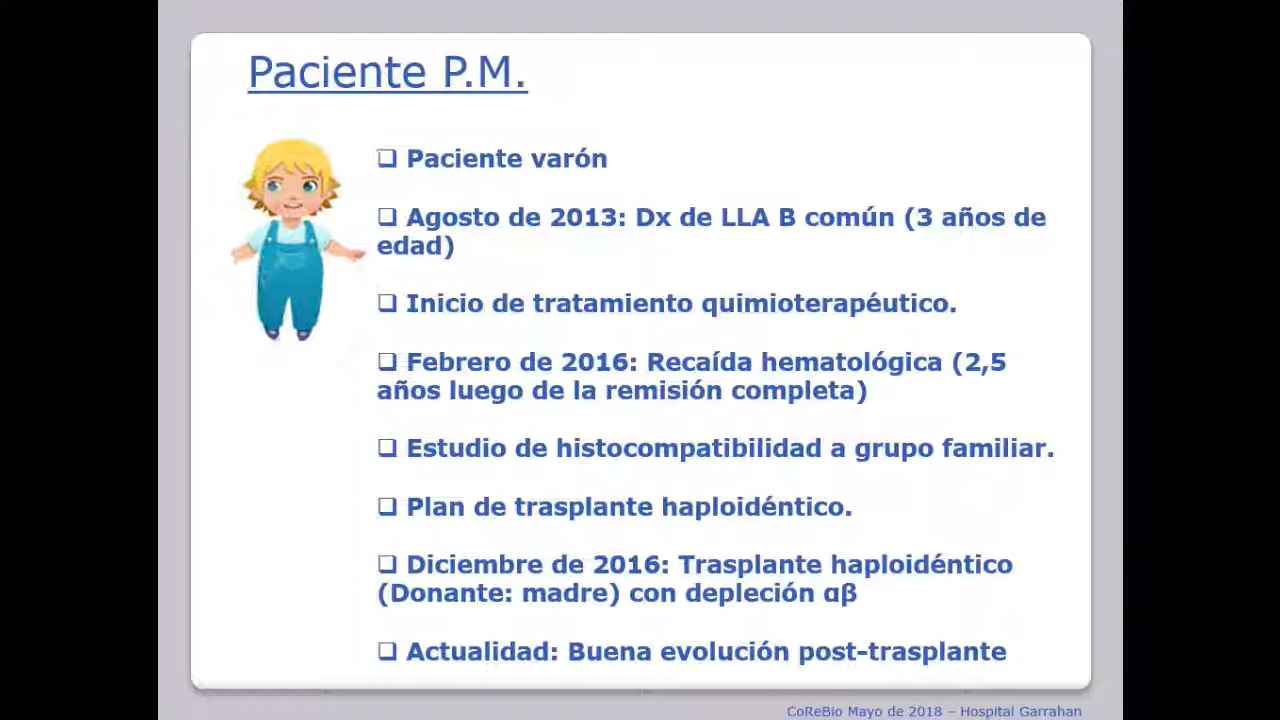 Paciente P.M.
❑ Paciente varón
❑ Agosto de 2013: Dx de LLA B común (3 años de
edad)
❑ Inicio de tratamiento quimioterapéutico.
❑ Febrero de 2016: Recaída hematológica (2,5
años luego de la remisión completa)
❑ Estudio de histocompatibilidad a grupo familiar.
❑ Plan de trasplante haploidéntico.
❑ Diciembre de 2016: Trasplante haploidéntico
(Donante: madre) con depleción αβ
❑ Actualidad: Buena evolución post-trasplante
CoReBio Mayo de 2018 – Hospital Garrahan